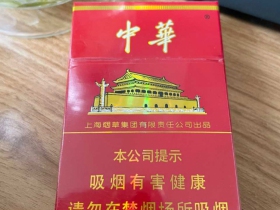 中華
上海烟草集团有限责任公司出品
本公司提示
吸烟有害健康
请勿在禁烟场所吸烟